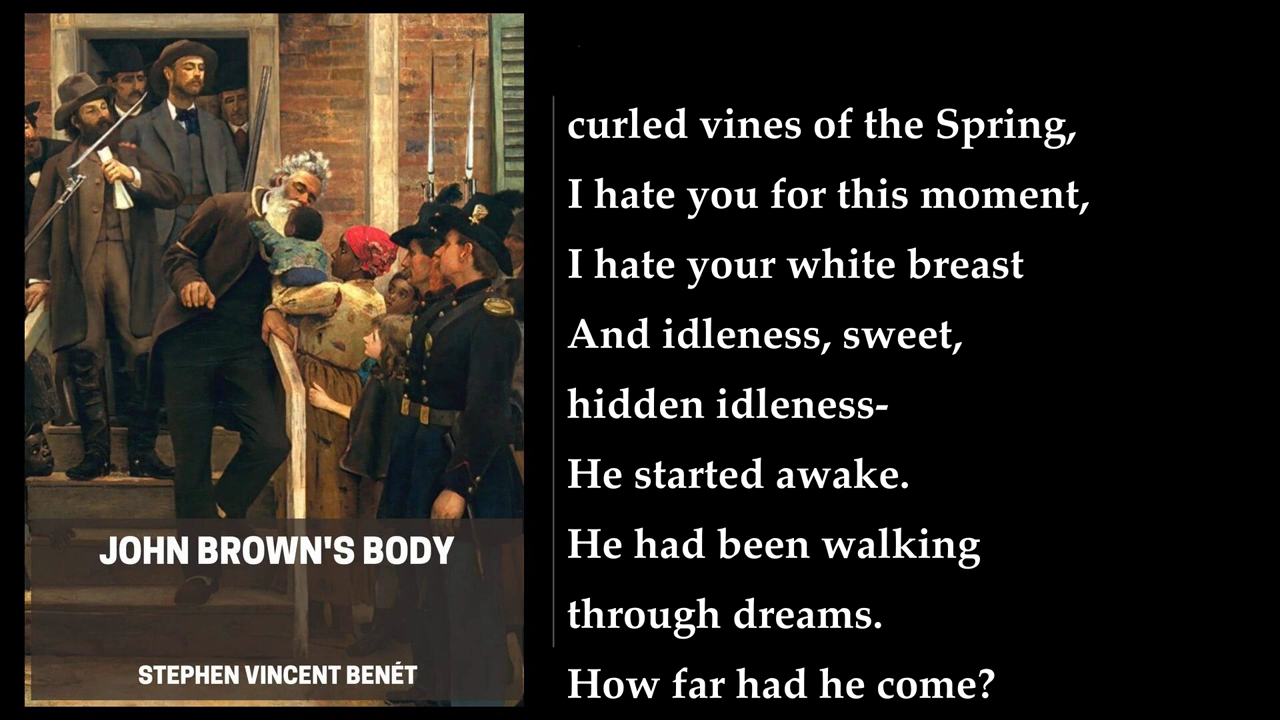 JOHN BROWN'S BODY
STEPHEN VINCENT BENÉT
curled vines of the Spring,
I hate you for this moment,
I hate your white breast
And idleness, sweet,
hidden idleness-
He started awake.
He had been walking
through dreams.
How far had he come?